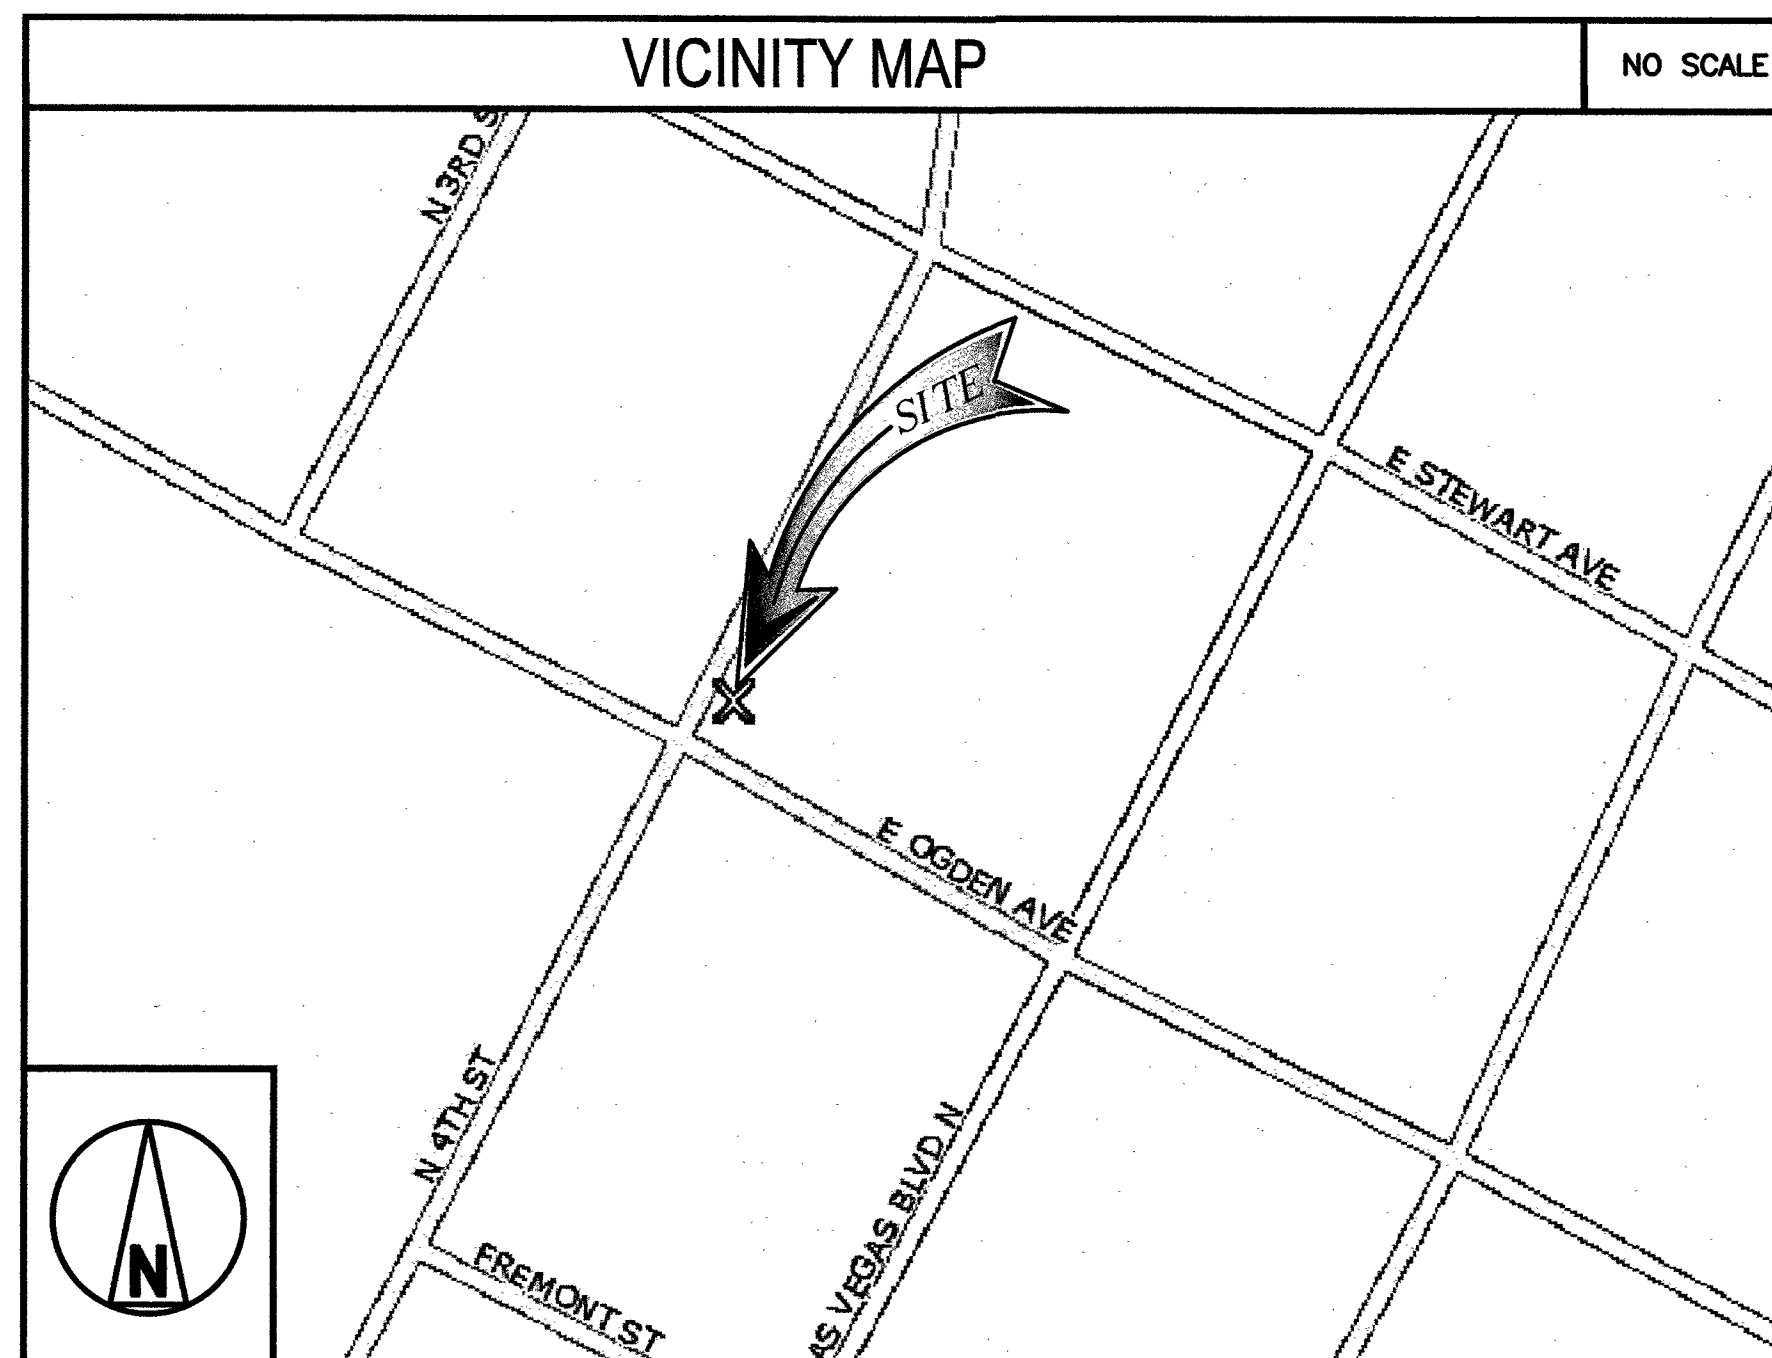 VICINITY MAP
NO SCALE
N 3RD S
SITE
E STEWART AVE
E OGDEN AVE
N 4TH ST
AS VEGAS BLVD N
FREMONT ST
N